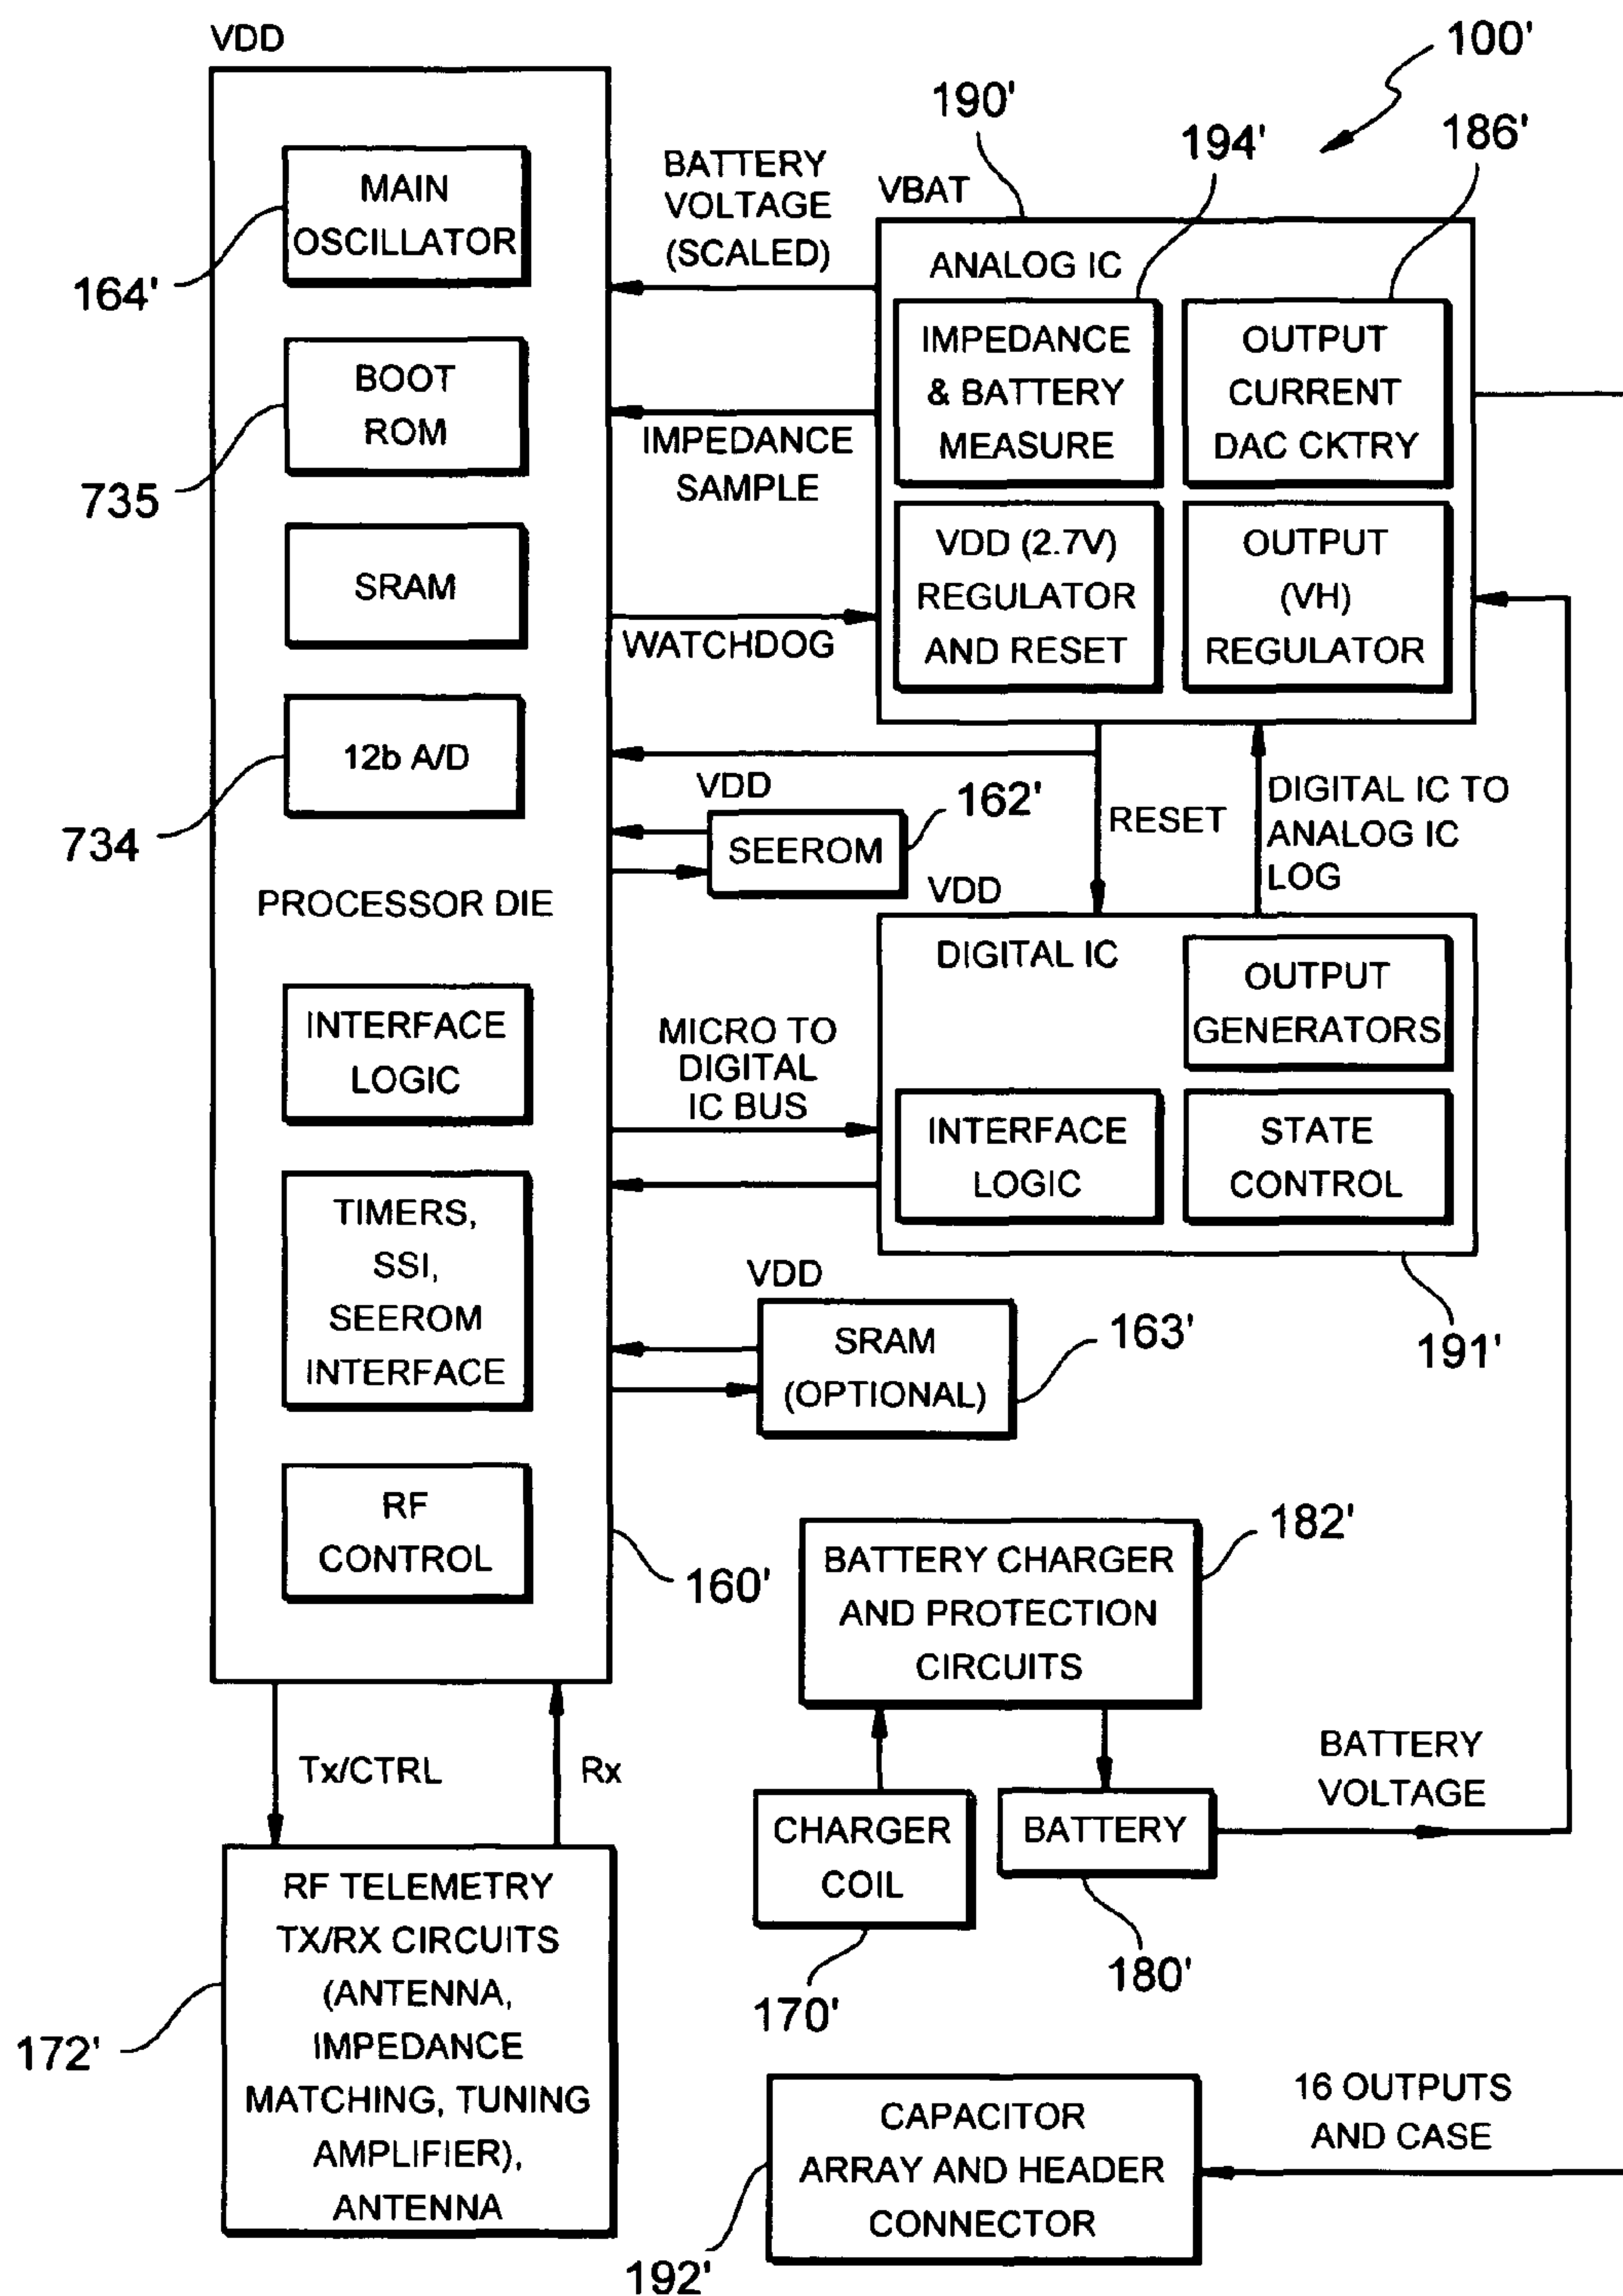 VDD
100'
190'
194'
186'
MAIN
OSCILLATOR
164'
BATTERY
VOLTAGE
(SCALED)
VBAT
ANALOG IC
IMPEDANCE
& BATTERY
MEASURE
OUTPUT
CURRENT
DAC CKTRY
BOOT
ROM
735
IMPEDANCE
SAMPLE
SRAM
VDD (2.7V)
REGULATOR
AND RESET
OUTPUT
(VH)
REGULATOR
WATCHDOG
12b A/D
734
VDD
SEEROM
162'
RESET
DIGITAL IC TO
ANALOG IC
LOG
PROCESSOR DIE
VDD
DIGITAL IC
OUTPUT
GENERATORS
INTERFACE
LOGIC
MICRO TO
DIGITAL
IC BUS
INTERFACE
LOGIC
STATE
CONTROL
191'
TIMERS,
SSI,
SEEROM
INTERFACE
VDD
SRAM
(OPTIONAL)
163'
RF
CONTROL
160'
BATTERY CHARGER
AND PROTECTION
CIRCUITS
182'
Tx/CTRL
Rx
CHARGER
COIL
170'
BATTERY
180'
BATTERY
VOLTAGE
RF TELEMETRY
TX/RX CIRCUITS
(ANTENNA,
IMPEDANCE
MATCHING, TUNING
AMPLIFIER),
ANTENNA
172'
CAPACITOR
ARRAY AND HEADER
CONNECTOR
192'
16 OUTPUTS
AND CASE